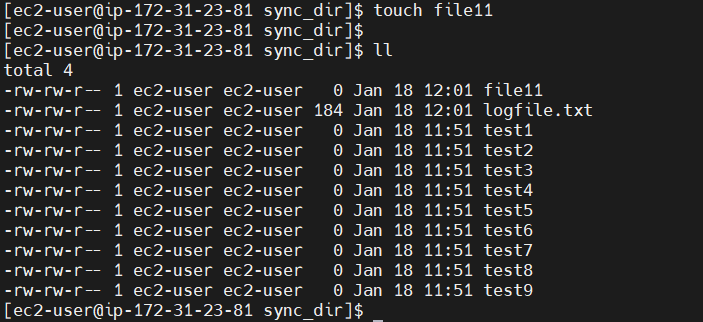 [ec2-user@ip-172-31-23-81 sync_dir]$ touch file11
[ec2-user@ip-172-31-23-81 sync_dir]$
[ec2-user@ip-172-31-23-81 sync_dir]$ ll
total 4
-rw-rw-r-- 1 ec2-user ec2-user   0 Jan 18 12:01 file11
-rw-rw-r-- 1 ec2-user ec2-user 184 Jan 18 12:01 logfile.txt
-rw-rw-r-- 1 ec2-user ec2-user   0 Jan 18 11:51 test1
-rw-rw-r-- 1 ec2-user ec2-user   0 Jan 18 11:51 test2
-rw-rw-r-- 1 ec2-user ec2-user   0 Jan 18 11:51 test3
-rw-rw-r-- 1 ec2-user ec2-user   0 Jan 18 11:51 test4
-rw-rw-r-- 1 ec2-user ec2-user   0 Jan 18 11:51 test5
-rw-rw-r-- 1 ec2-user ec2-user   0 Jan 18 11:51 test6
-rw-rw-r-- 1 ec2-user ec2-user   0 Jan 18 11:51 test7
-rw-rw-r-- 1 ec2-user ec2-user   0 Jan 18 11:51 test8
-rw-rw-r-- 1 ec2-user ec2-user   0 Jan 18 11:51 test9
[ec2-user@ip-172-31-23-81 sync_dir]$